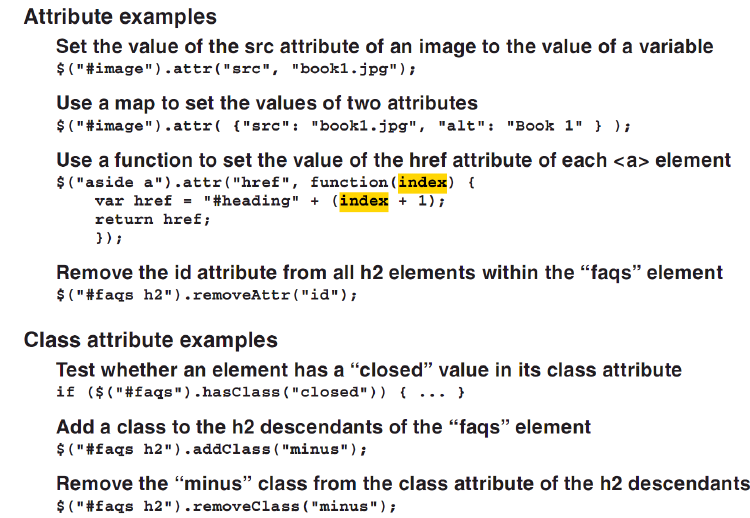 Attribute examples
Set the value of the src attribute of an image to the value of a variable
$("#image").attr("src", "book1.jpg");
Use a map to set the values of two attributes
$("#image").attr( {"src": "book1.jpg", "alt": "Book 1" } );
Use a function to set the value of the href attribute of each <a> element
$("aside a").attr("href", function(index) {
var href = "#heading" + (index + 1);
return href;
});
Remove the id attribute from all h2 elements within the “faqs” element
$("#faqs h2").removeAttr("id");
Class attribute examples
Test whether an element has a “closed” value in its class attribute
if ($("#faqs").hasClass("closed")) { ... }
Add a class to the h2 descendants of the “faqs” element
$("#faqs h2").addClass("minus");
Remove the “minus” class from the class attribute of the h2 descendants
$("#faqs h2").removeClass("minus");